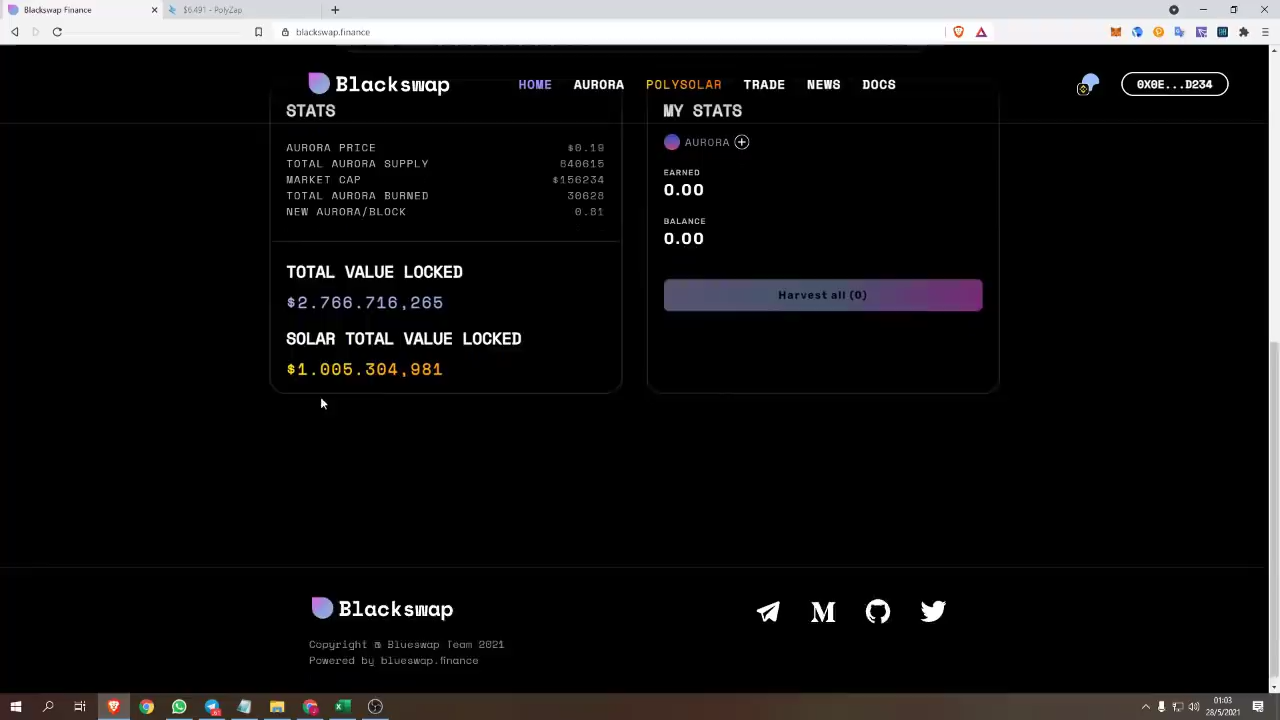 Blackswap Finance
$6.491 - PolyZap
blackswap.finance
Blackswap
HOME
AURORA
POLYSOLAR
TRADE
NEWS
DOCS
0X0E...D234
STATS
AURORA PRICE $0.19
TOTAL AURORA SUPPLY 840615
MARKET CAP $156234
TOTAL AURORA BURNED 30628
NEW AURORA/BLOCK 0.81
TOTAL VALUE LOCKED
$2.766.716,265
SOLAR TOTAL VALUE LOCKED
$1.005.304,981
MY STATS
AURORA
EARNED
0.00
BALANCE
0.00
Harvest all (0)
Blackswap
Copyright @ Blueswap Team 2021
Powered by blueswap.finance
01:03
28/5/2021